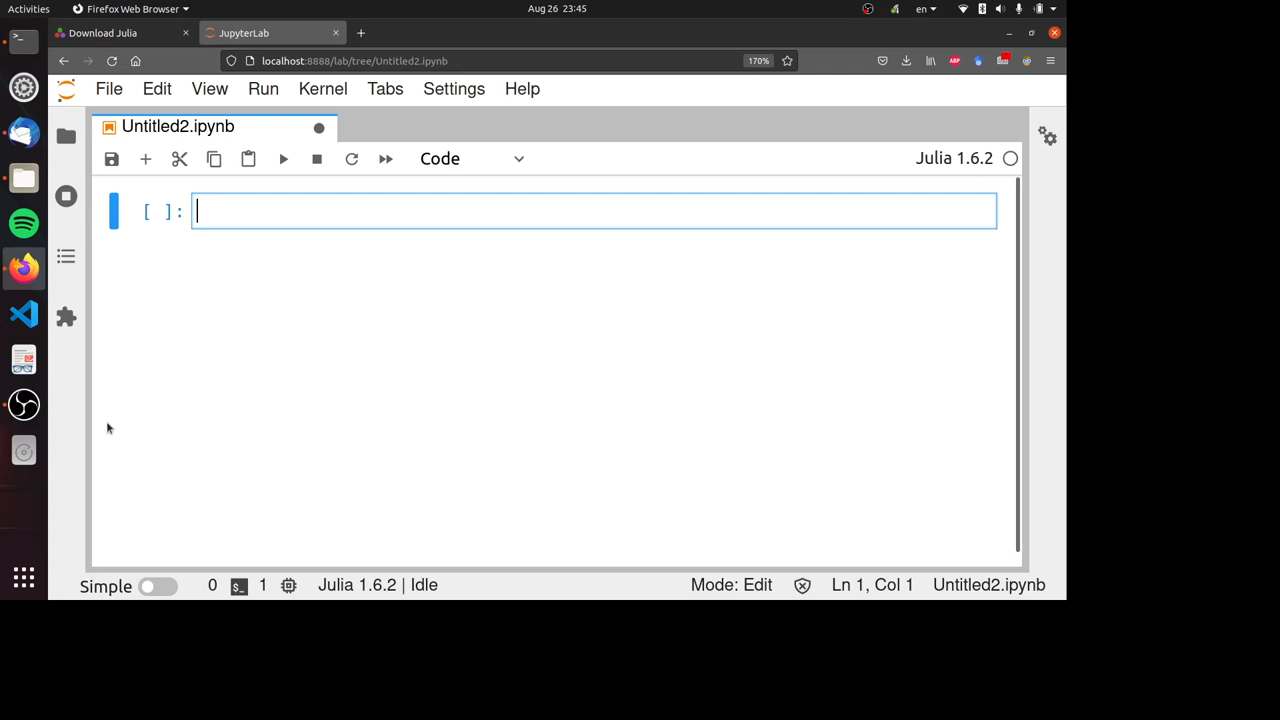 Activities Firefox Web Browser Aug 26 23:45 en
Download Julia JupyterLab
localhost:8888/lab/tree/Untitled2.ipynb 170% ABP
File Edit View Run Kernel Tabs Settings Help
Untitled2.ipynb
Code Julia 1.6.2
[ ]:
Simple 0 $_ 1 Julia 1.6.2 | Idle Mode: Edit Ln 1, Col 1 Untitled2.ipynb